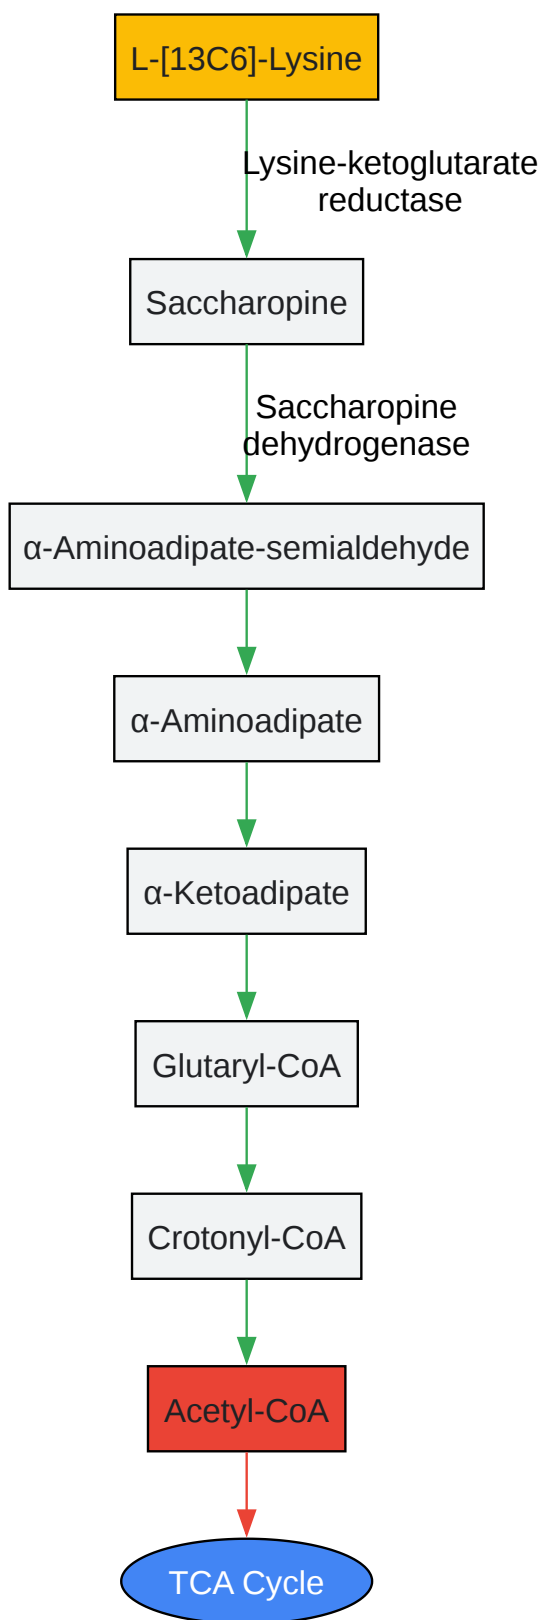 L-[13C6]-Lysine
Lysine-ketoglutarate
reductase
Saccharopine
Saccharopine
dehydrogenase
α-Aminoadipate-semialdehyde
α-Aminoadipate
α-Ketoadipate
Glutaryl-CoA
Crotonyl-CoA
Acetyl-CoA
TCA Cycle